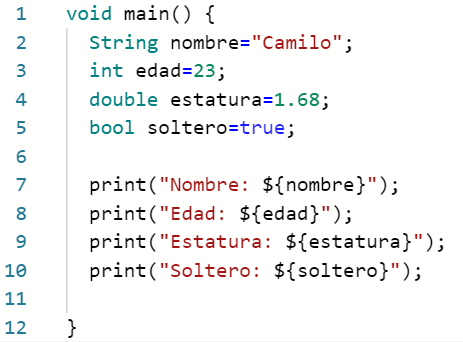 1 void main() {
2   String nombre="Camilo";
3   int edad=23;
4   double estatura=1.68;
5   bool soltero=true;
6
7   print("Nombre: ${nombre}");
8   print("Edad: ${edad}");
9   print("Estatura: ${estatura}");
10   print("Soltero: ${soltero}");
11
12 }